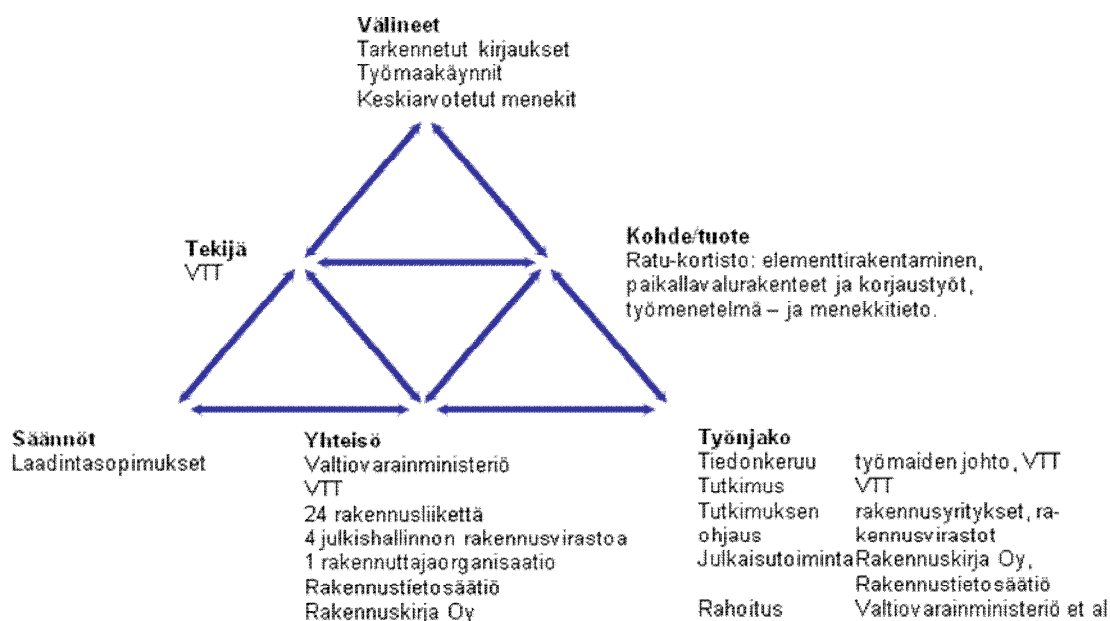 Välineet
Tarkennetut kirjaukset
Työmaakäynnit
Keskiarvotetut menekit
Tekijä
VTT
Kohde/tuote
Ratu-kortisto: elementtirakentaminen,
paikallavalurakenteet ja korjaustyöt,
työmenetelmä – ja menekkitieto.
Säännöt
Laadintasopimukset
Yhteisö
Valtiovarainministeriö
VTT
24 rakennusliikettä
4 julkishallinnon rakennusvirastoa
1 rakennuttajaorganisaatio
Rakennustietosäätiö
Rakennuskirja Oy
Työnjako
Tiedonkeruu työmaiden johto, VTT
Tutkimus VTT
Tutkimuksen rakennusyritykset, ra-
ohjaus kennusvirastot
Julkaisutoiminta Rakennuskirja Oy,
Rakennustietosäätiö
Rahoitus Valtiovarainministeriö et al